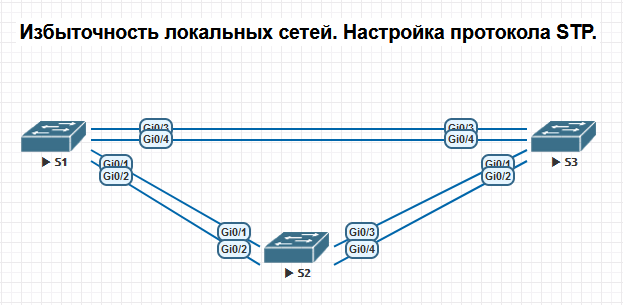 Избыточность локальных сетей. Настройка протокола STP.
Gi0/3
Gi0/3
Gi0/4
Gi0/4
S1
S3
Gi0/1
Gi0/1
Gi0/2
Gi0/2
Gi0/1
Gi0/3
Gi0/2
Gi0/4
S2